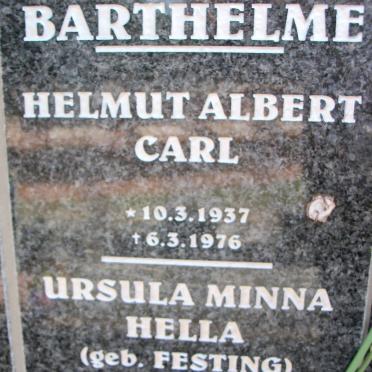 BARTHELME
HELMUT ALBERT
CARL
* 10.3.1937
† 6.3.1976
URSULA MINNA
HELLA
(geb. FESTING)